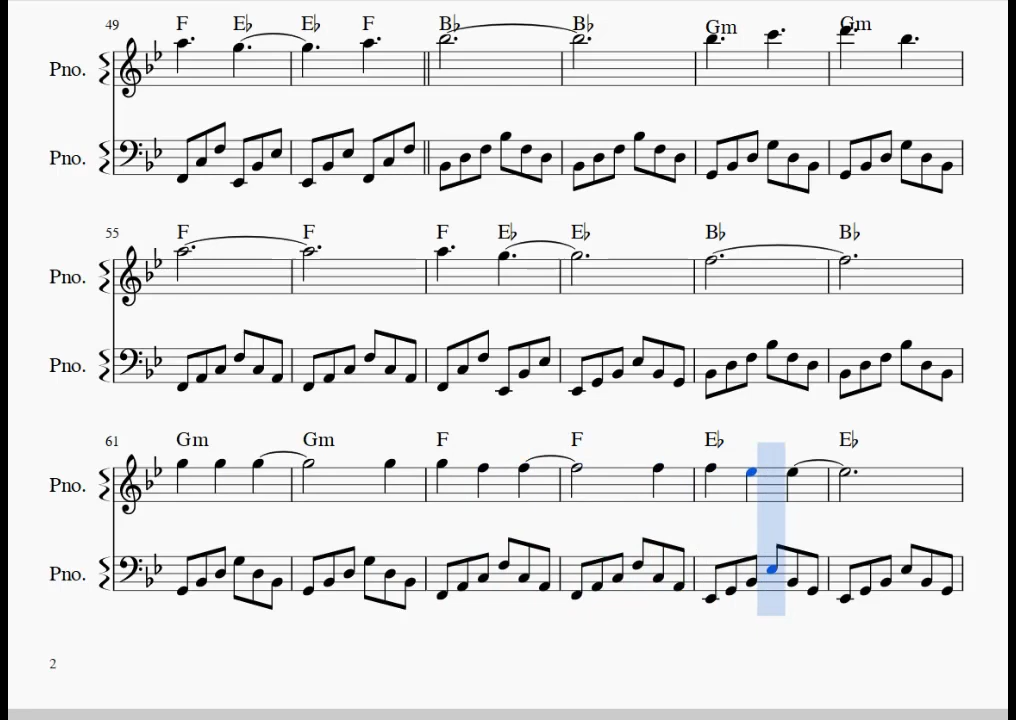 49 F E♭ E♭ F B♭ B♭ Gm Gm
Pno.
Pno.
55 F F F E♭ E♭ B♭ B♭
Pno.
Pno.
61 Gm Gm F F E♭ E♭
Pno.
Pno.
2